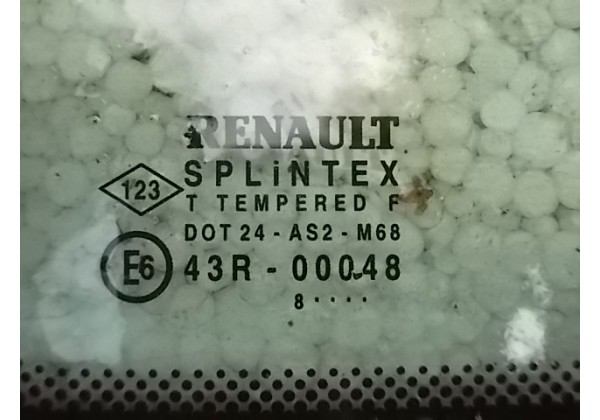 RENAULT
SPLiNTEX
123
T TEMPERED F
DOT 24 - AS2 - M68
E6
43R - 00048
8 ····